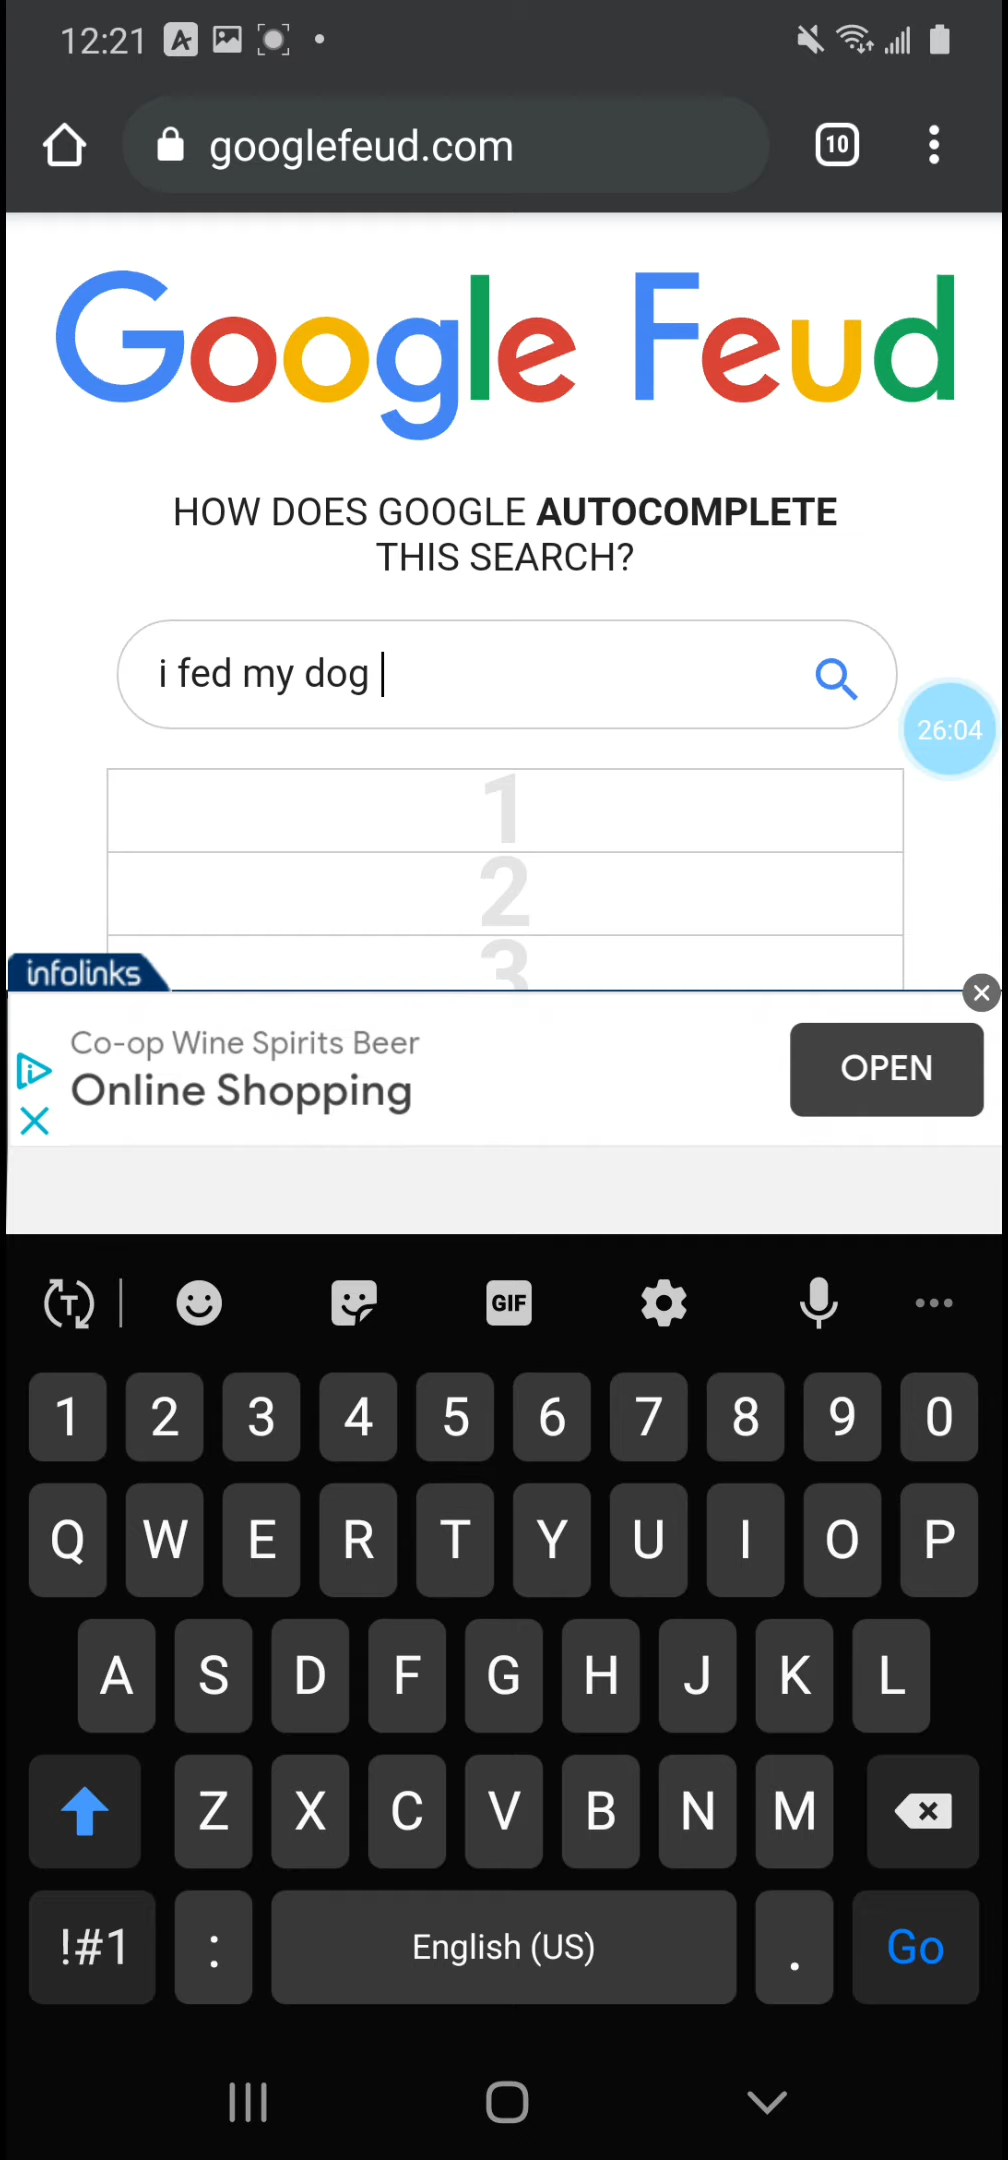 12:21
googlefeud.com
10
Google Feud
HOW DOES GOOGLE AUTOCOMPLETE
THIS SEARCH?
i fed my dog
26:04
1
2
3
infolinks
Co-op Wine Spirits Beer
Online Shopping
OPEN
T
GIF
1 2 3 4 5 6 7 8 9 0
Q W E R T Y U I O P
A S D F G H J K L
Z X C V B N M
!#1 : English (US) . Go